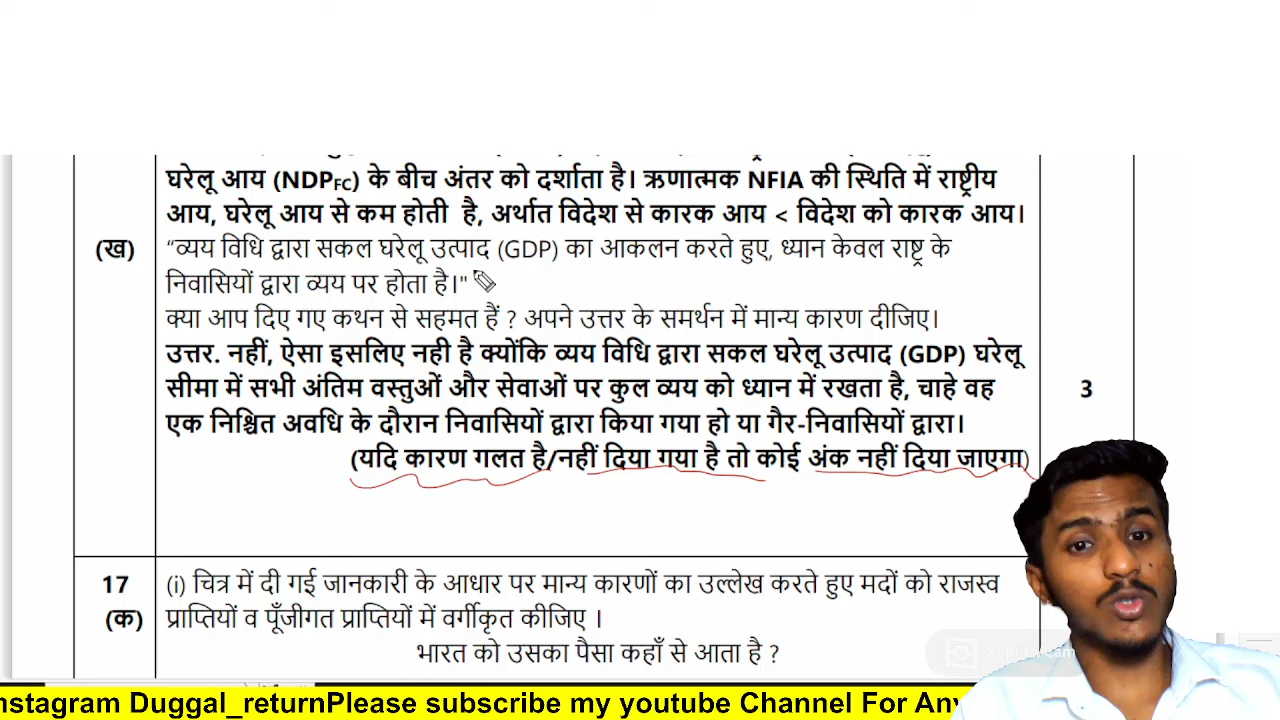 घरेलू आय (NDPFC) के बीच अंतर को दर्शाता है। ऋणात्मक NFIA की स्थिति में राष्ट्रीय
आय, घरेलू आय से कम होती है, अर्थात विदेश से कारक आय < विदेश को कारक आय।
(ख) "व्यय विधि द्वारा सकल घरेलू उत्पाद (GDP) का आकलन करते हुए, ध्यान केवल राष्ट्र के
निवासियों द्वारा व्यय पर होता है।"
क्या आप दिए गए कथन से सहमत हैं ? अपने उत्तर के समर्थन में मान्य कारण दीजिए।
उत्तर. नहीं, ऐसा इसलिए नही है क्योंकि व्यय विधि द्वारा सकल घरेलू उत्पाद (GDP) घरेलू
सीमा में सभी अंतिम वस्तुओं और सेवाओं पर कुल व्यय को ध्यान में रखता है, चाहे वह 3
एक निश्चित अवधि के दौरान निवासियों द्वारा किया गया हो या गैर-निवासियों द्वारा।
(यदि कारण गलत है/नहीं दिया गया है तो कोई अंक नहीं दिया जाएगा)
17 (i) चित्र में दी गई जानकारी के आधार पर मान्य कारणों का उल्लेख करते हुए मदों को राजस्व
(क) प्राप्तियों व पूँजीगत प्राप्तियों में वर्गीकृत कीजिए ।
भारत को उसका पैसा कहाँ से आता है ?
nstagram Duggal_returnPlease subscribe my youtube Channel For Any